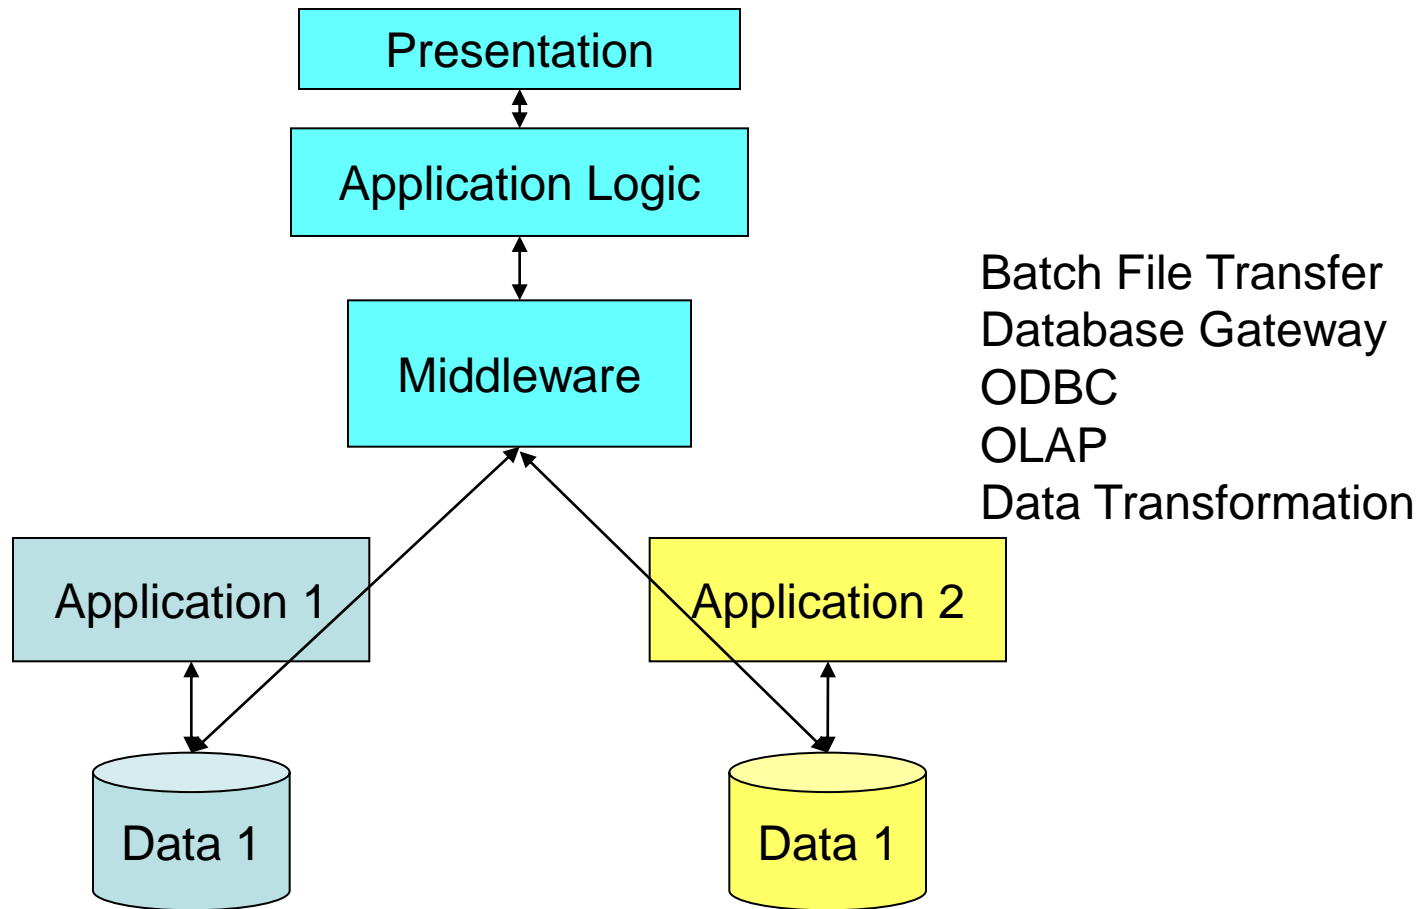 Presentation
Application Logic
Middleware
Batch File Transfer
Database Gateway
ODBC
OLAP
Data Transformation
Application 1
Application 2
Data 1
Data 1